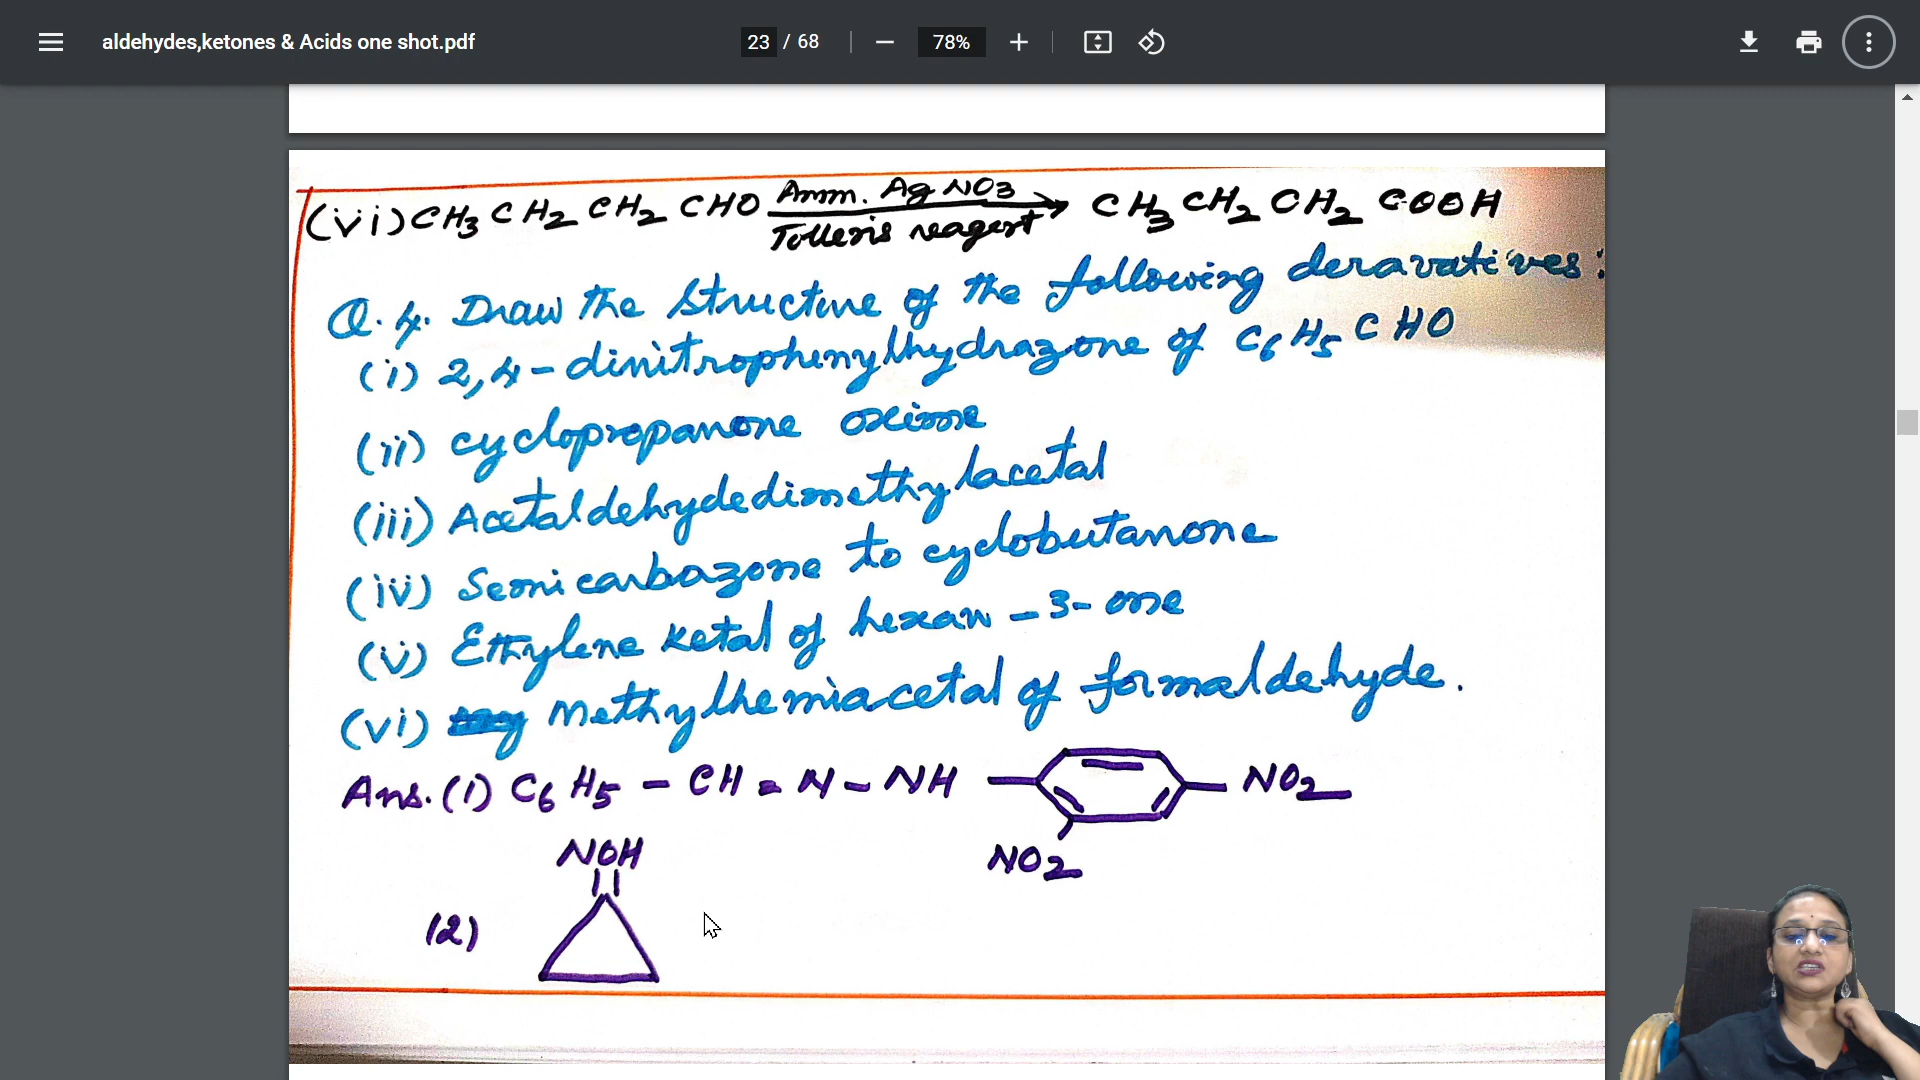 aldehydes,ketones & Acids one shot.pdf
23 / 68
78%
(vi) CH3 CH2 CH2 CHO Amm. AgNO3 → CH3 CH2 CH2 COOH
Tollen's reagent
Q.4. Draw the structure of the following deravatives:
(i) 2,4-dinitrophenylhydrazone of C6H5CHO
(ii) cyclopropanone oxime
(iii) Acetaldehydedimethylacetal
(iv) Semicarbazone to cyclobutanone
(v) Ethylene ketal of hexan-3-one
(vi) Methylhemiacetal of formaldehyde.
Ans. (1) C6H5 - CH = N - NH - NO2
NO2
NOH
(2)